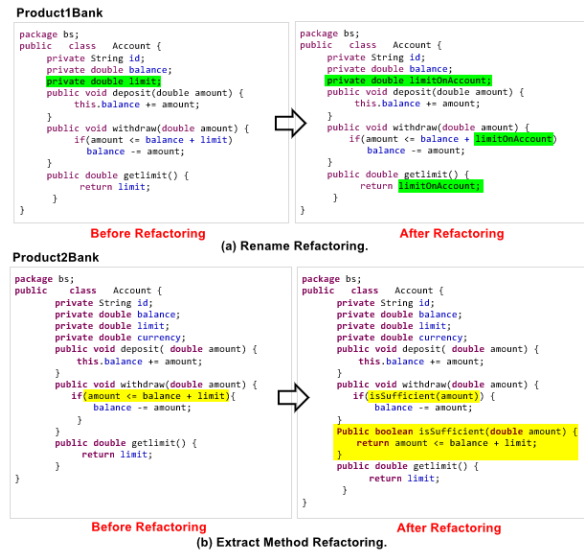 Product1Bank
package bs;
public class Account {
private String id;
private double balance;
private double limit;
public void deposit(double amount) {
this.balance += amount;
}
public void withdraw(double amount) {
if(amount <= balance + limit)
balance -= amount;
}
public double getlimit() {
return limit;
}
}
Before Refactoring
package bs;
public class Account {
private String id;
private double balance;
private double limitOnAccount;
public void deposit(double amount) {
this.balance += amount;
}
public void withdraw(double amount) {
if(amount <= balance + limitOnAccount)
balance -= amount;
}
public double getlimit() {
return limitOnAccount;
}
}
After Refactoring
(a) Rename Refactoring.
Product2Bank
package bs;
public class Account {
private String id;
private double balance;
private double limit;
private double currency;
public void deposit( double amount) {
this.balance += amount;
}
public void withdraw(double amount) {
if(amount <= balance + limit){
balance -= amount;
}
}
public double getlimit() {
return limit;
}
}
Before Refactoring
package bs;
public class Account {
private String id;
private double balance;
private double limit;
private double currency;
public void deposit( double amount) {
this.balance += amount;
}
public void withdraw(double amount) {
if(isSufficient(amount)) {
balance -= amount;
}
Public boolean isSufficient(double amount) {
return amount <= balance + limit;
}
public double getlimit() {
return limit;
}
}
After Refactoring
(b) Extract Method Refactoring.